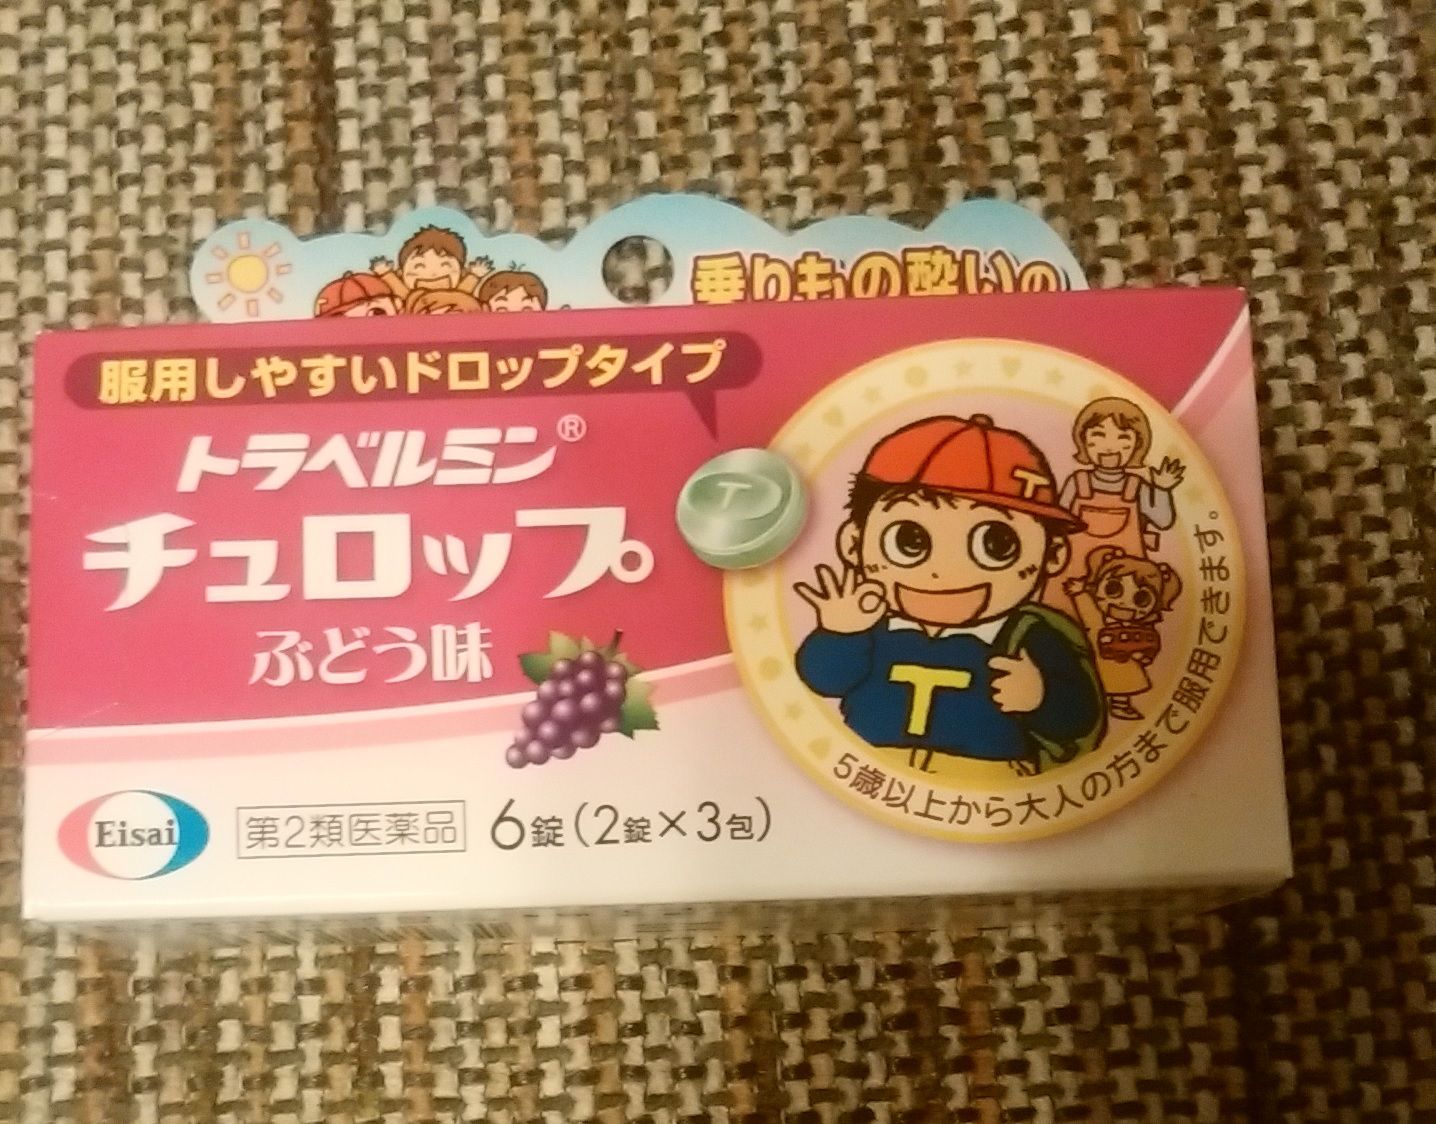 乗りもの酔いの
服用しやすいドロップタイプ
トラベルミン®
チュロップ
ぶどう味
T
T
T
5歳以上から大人の方まで服用できます。
Eisai
第2類医薬品
6錠(2錠×3包)